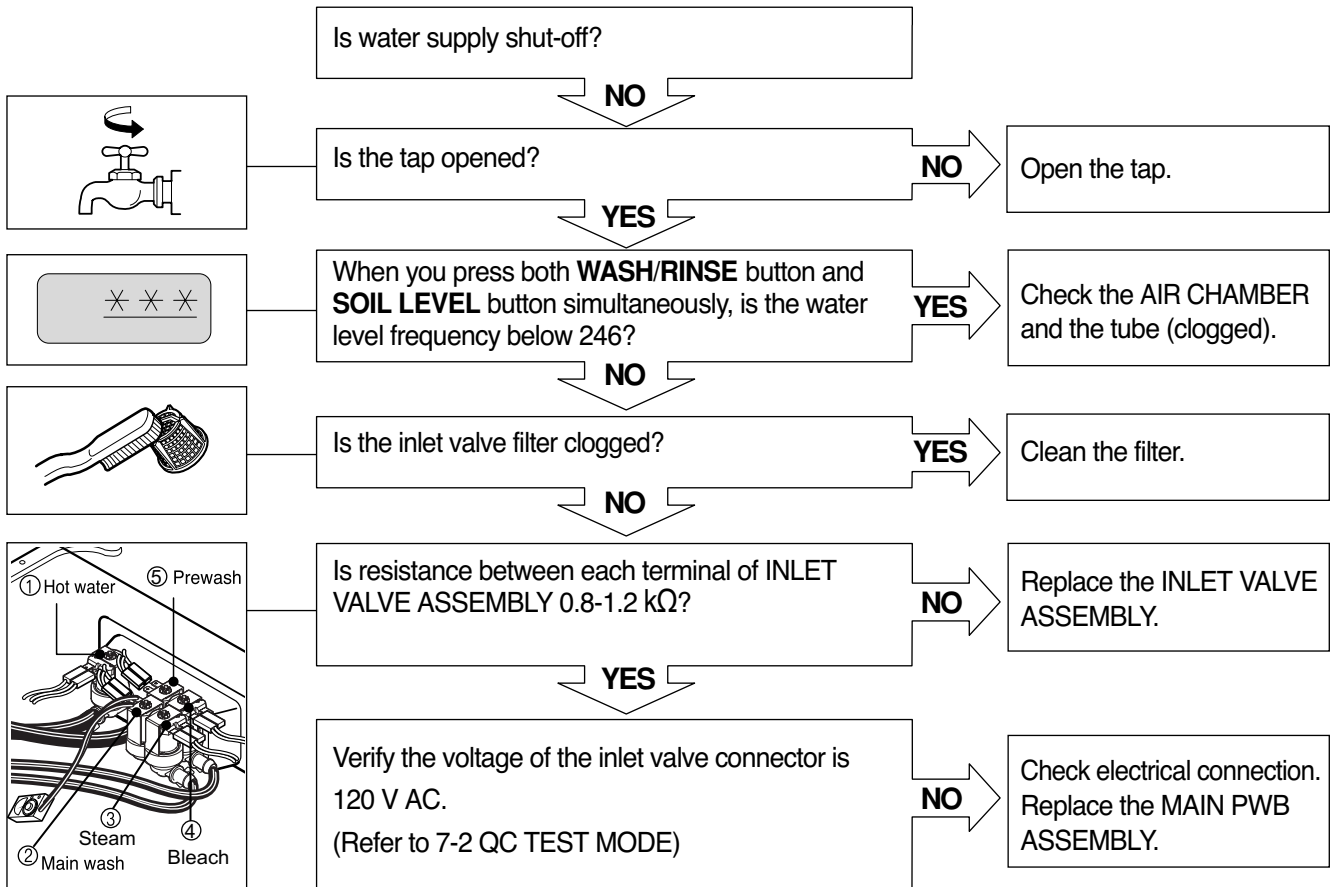 Is water supply shut-off?
NO
Is the tap opened?
NO
Open the tap.
YES
When you press both WASH/RINSE button and
SOIL LEVEL button simultaneously, is the water
level frequency below 246?
YES
Check the AIR CHAMBER
and the tube (clogged).
NO
Is the inlet valve filter clogged?
YES
Clean the filter.
NO
① Hot water
⑤ Prewash
③
Steam
④
Bleach
② Main wash
Is resistance between each terminal of INLET
VALVE ASSEMBLY 0.8-1.2 kΩ?
NO
Replace the INLET VALVE
ASSEMBLY.
YES
Verify the voltage of the inlet valve connector is
120 V AC.
(Refer to 7-2 QC TEST MODE)
NO
Check electrical connection.
Replace the MAIN PWB
ASSEMBLY.